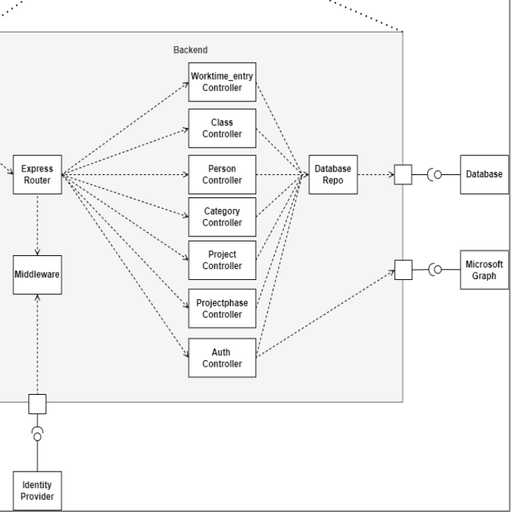 Backend
Worktime_entry
Controller
Class
Controller
Express
Router
Person
Controller
Database
Repo
Database
Category
Controller
Middleware
Project
Controller
Microsoft
Graph
Projectphase
Controller
Auth
Controller
Identity
Provider